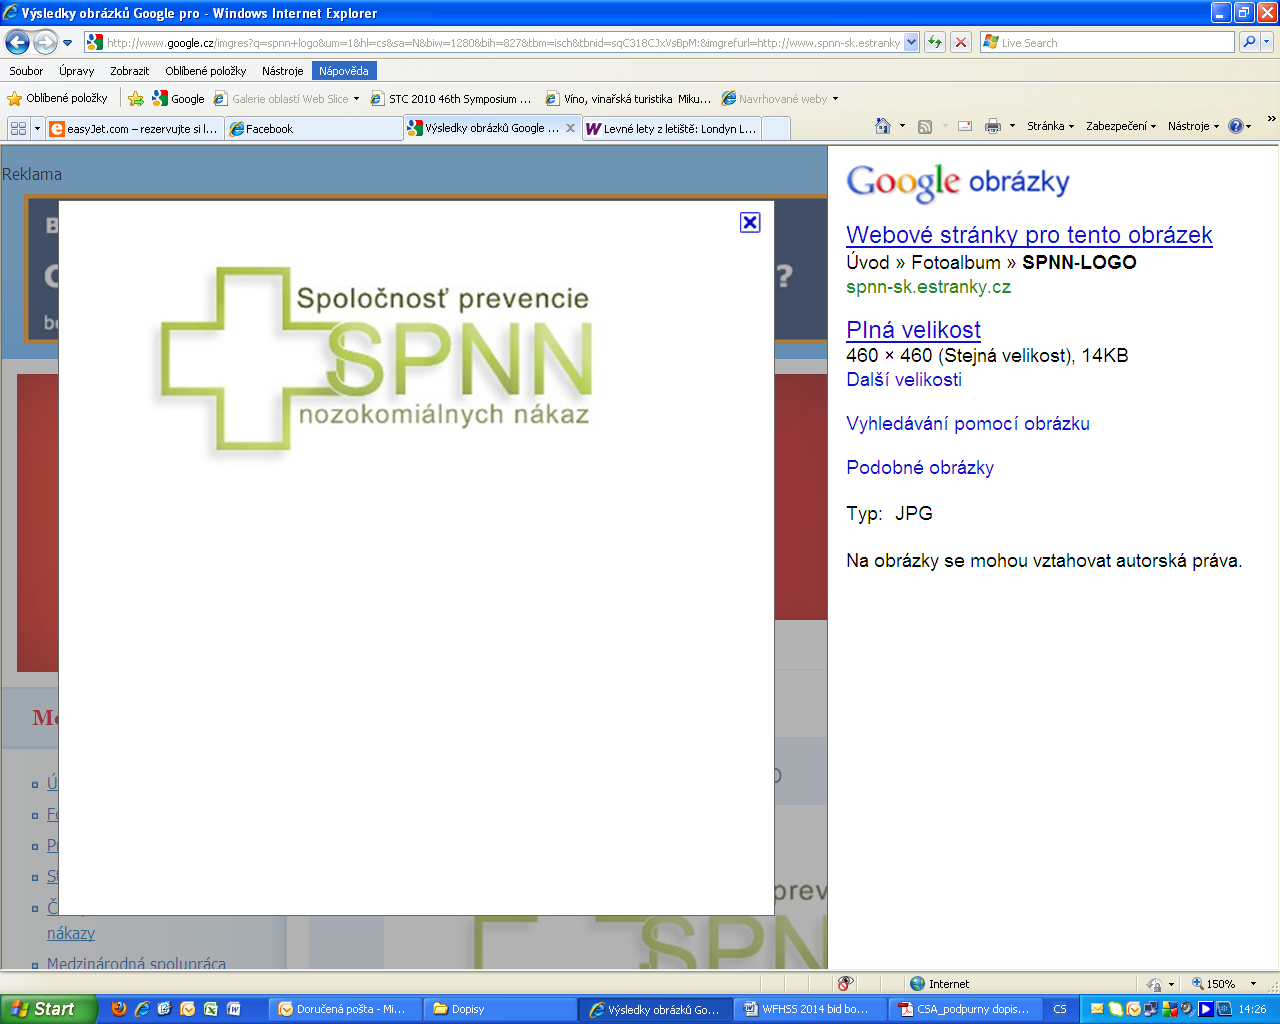 Výsledky obrázků Google pro - Windows Internet Explorer
http://www.google.cz/imgres?q=spnn+logo&um=1&hl=cs&sa=N&biw=1280&bih=827&tbm=isch&tbnid=sqC318CJxVsBpM:&imgrefurl=http://www.spnn-sk.estranky
Live Search
Soubor Úpravy Zobrazit Oblíbené položky Nástroje Nápověda
Oblíbené položky Google Galerie oblastí Web Slice STC 2010 46th Symposium ... Víno, vinařská turistika Miku... Navrhované weby
easyJet.com – rezervujte si l... Facebook Výsledky obrázků Google ... Levné lety z letiště: Londyn L... Stránka Zabezpečení Nástroje
Reklama
?
Spoločnosť prevencie
SPNN
nozokomiálnych nákaz
nákazy
Medzinárodná spolupráca
SPN
Google obrázky
Webové stránky pro tento obrázek
Úvod » Fotoalbum » SPNN-LOGO
spnn-sk.estranky.cz
Plná velikost
460 × 460 (Stejná velikost), 14KB
Další velikosti
Vyhledávání pomocí obrázku
Podobné obrázky
Typ: JPG
Na obrázky se mohou vztahovat autorská práva.
Internet 150%
Start Doručená pošta - Mi... Dopisy Výsledky obrázků Go... WFHSS 2014 bid bo... CSA_podpurny dopis... CS 14:26